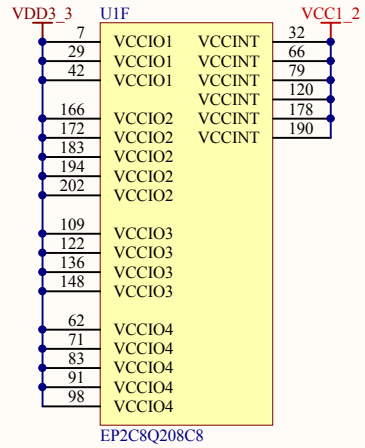 VDD3_3 U1F VCC1_2
7 VCCIO1 VCCINT 32
29 VCCIO1 VCCINT 66
42 VCCIO1 VCCINT 79
VCCINT 120
166 VCCIO2 VCCINT 178
172 VCCIO2 VCCINT 190
183 VCCIO2
194 VCCIO2
202 VCCIO2
109 VCCIO3
122 VCCIO3
136 VCCIO3
148 VCCIO3
62 VCCIO4
71 VCCIO4
83 VCCIO4
91 VCCIO4
98 VCCIO4
EP2C8Q208C8